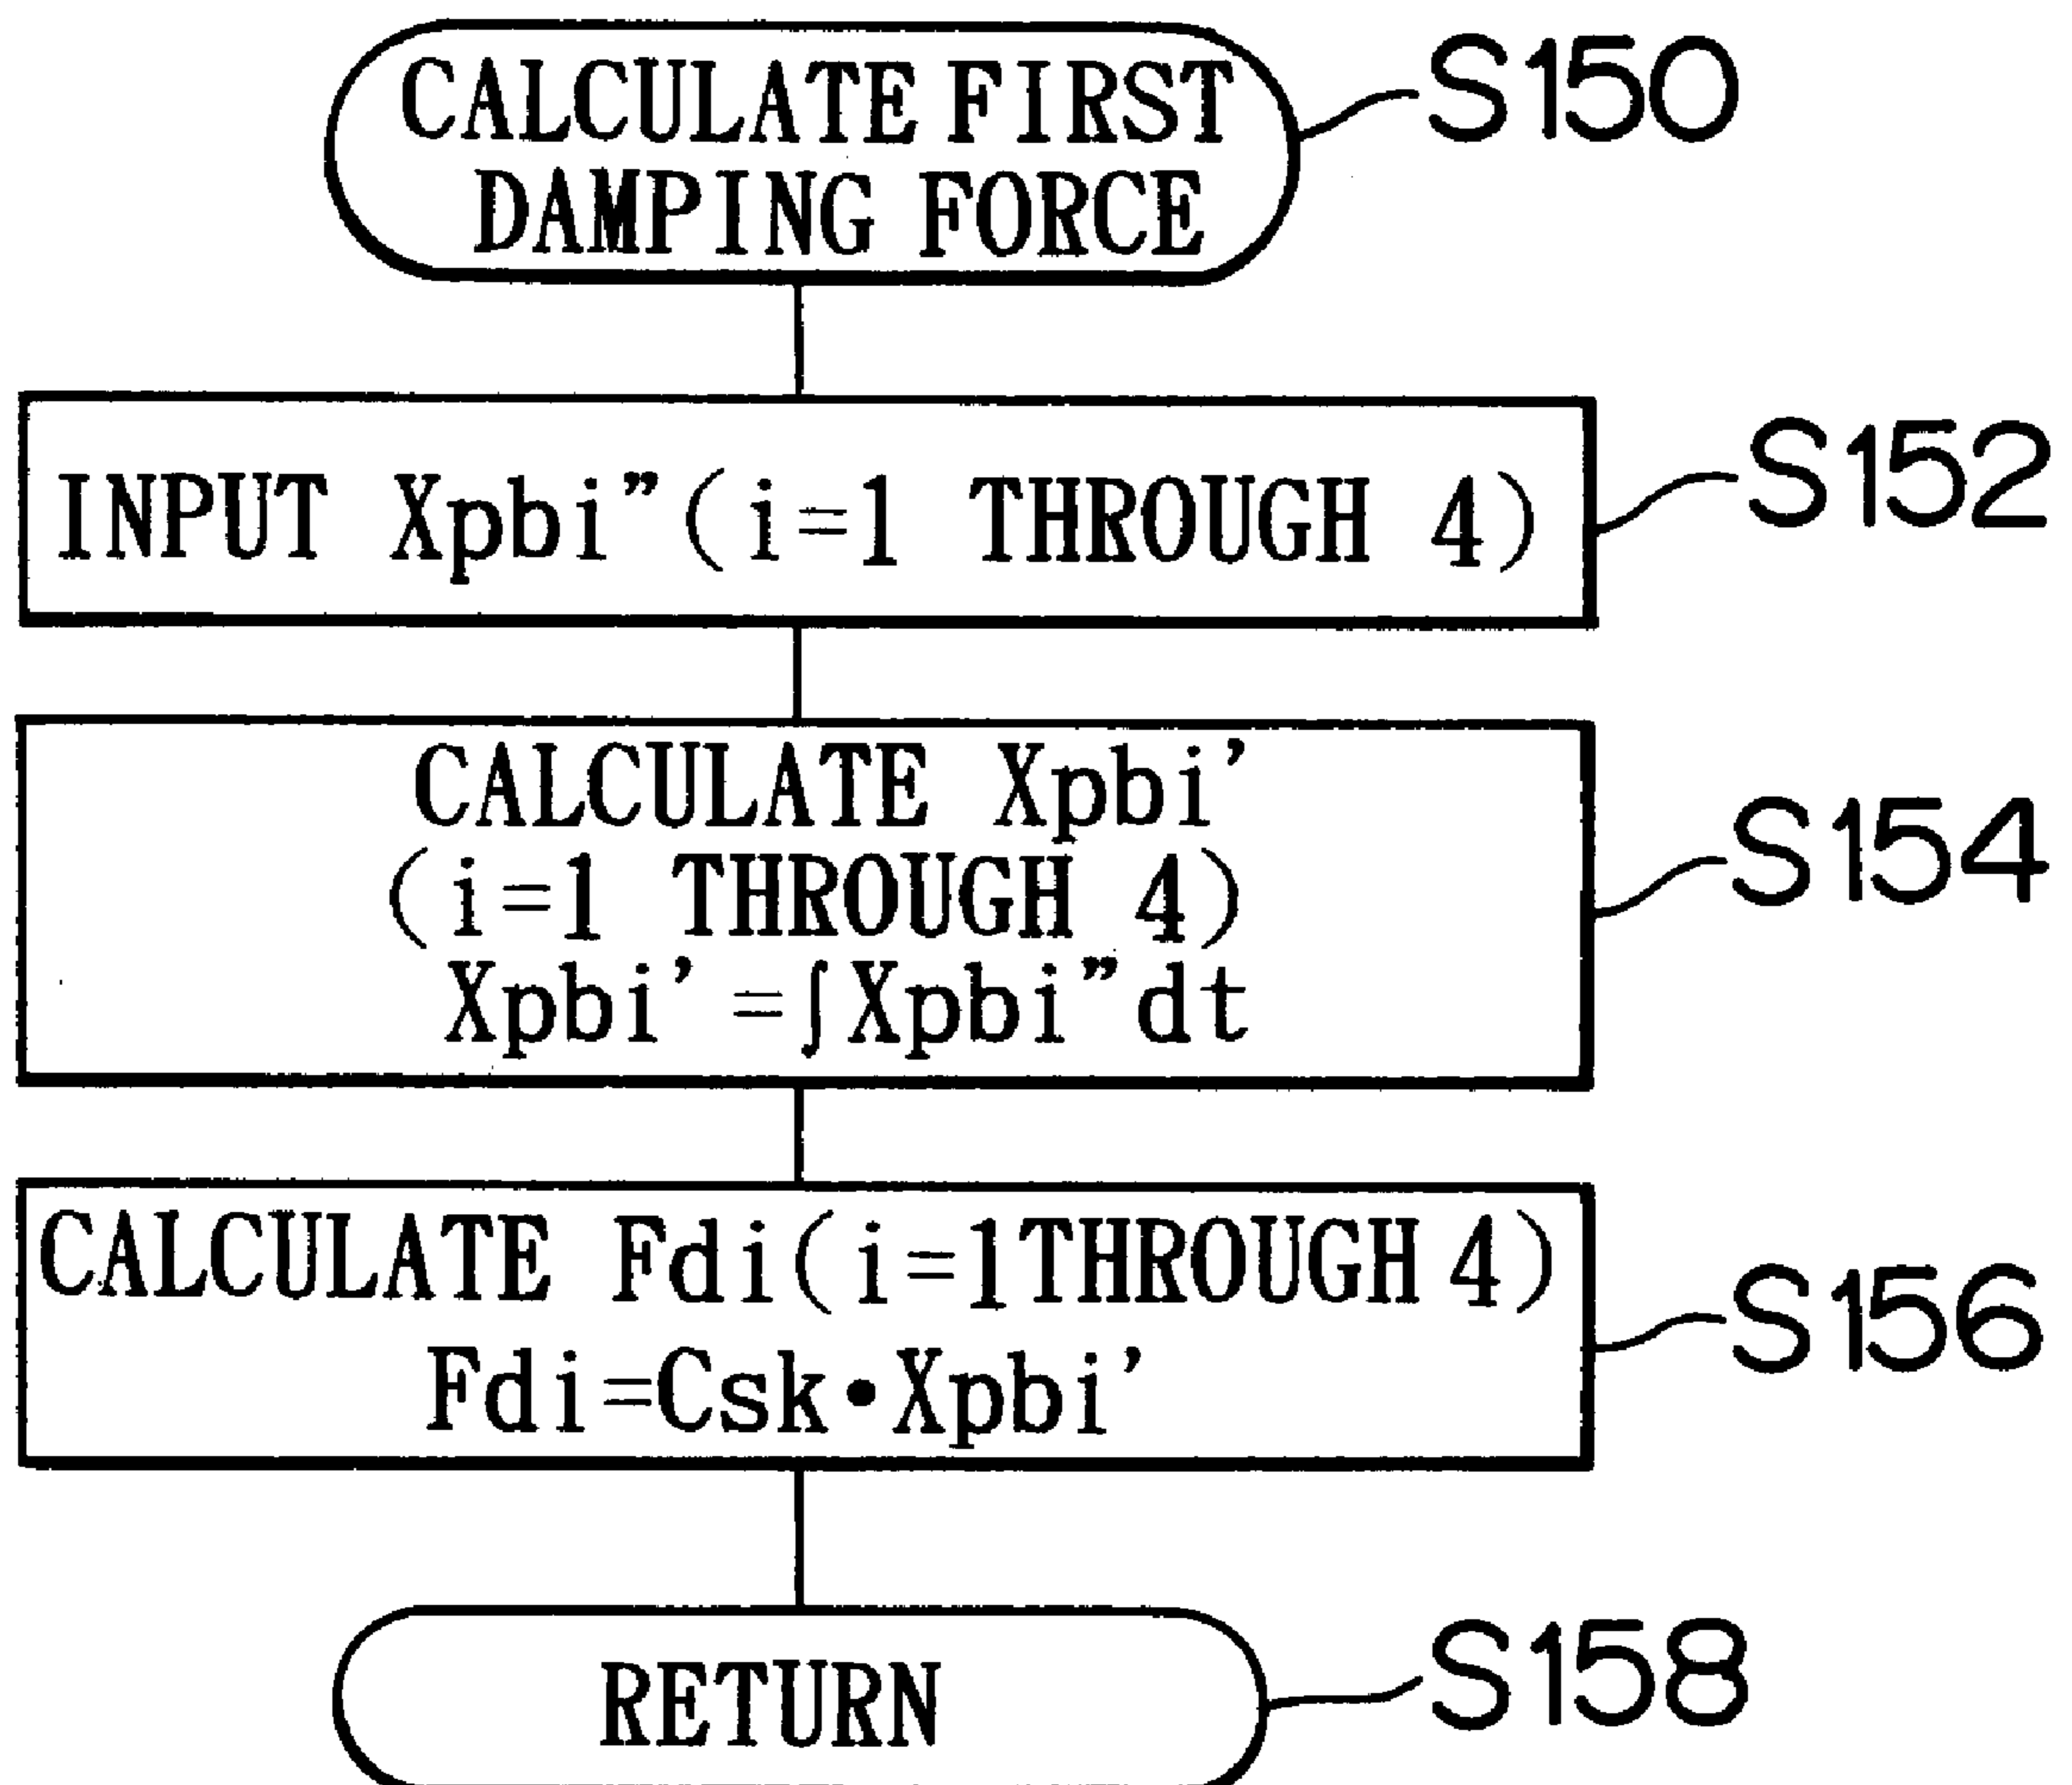 CALCULATE FIRST
DAMPING FORCE
S150
INPUT Xpbi” (i=1 THROUGH 4)
S152
CALCULATE Xpbi’
(i=1 THROUGH 4)
Xpbi’=∫Xpbi”dt
S154
CALCULATE Fdi(i=1THROUGH 4)
Fdi=Csk•Xpbi’
S156
RETURN
S158